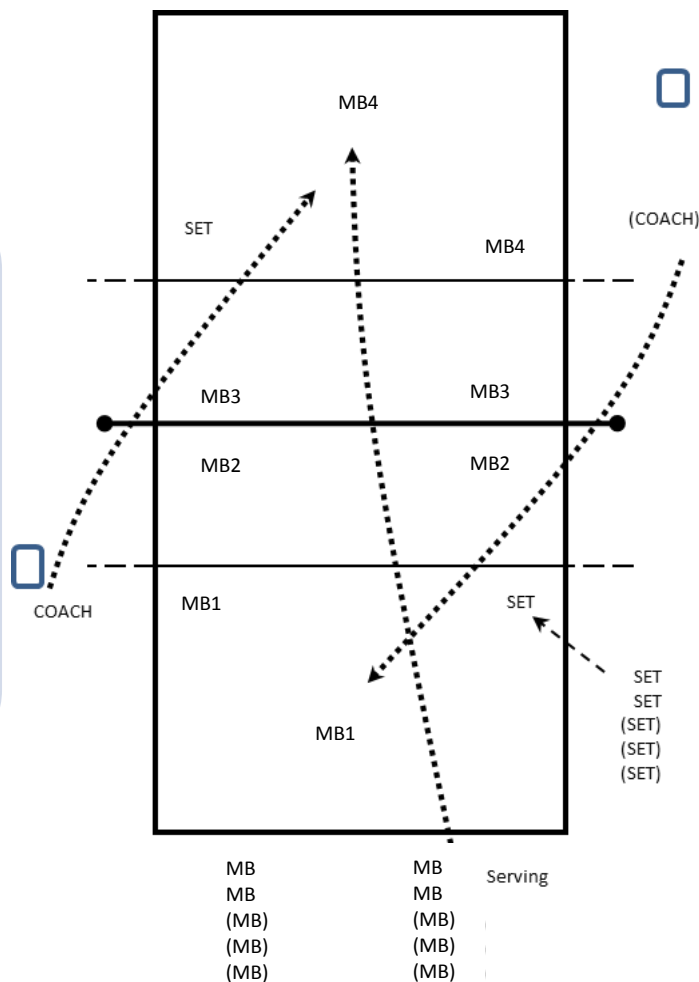 MB4
(COACH)
SET
MB4
MB3
MB3
MB2
MB2
COACH
MB1
SET
SET
SET
(SET)
(SET)
(SET)
MB1
MB
MB
(MB)
(MB)
(MB)
MB
MB
(MB)
(MB)
(MB)
Serving